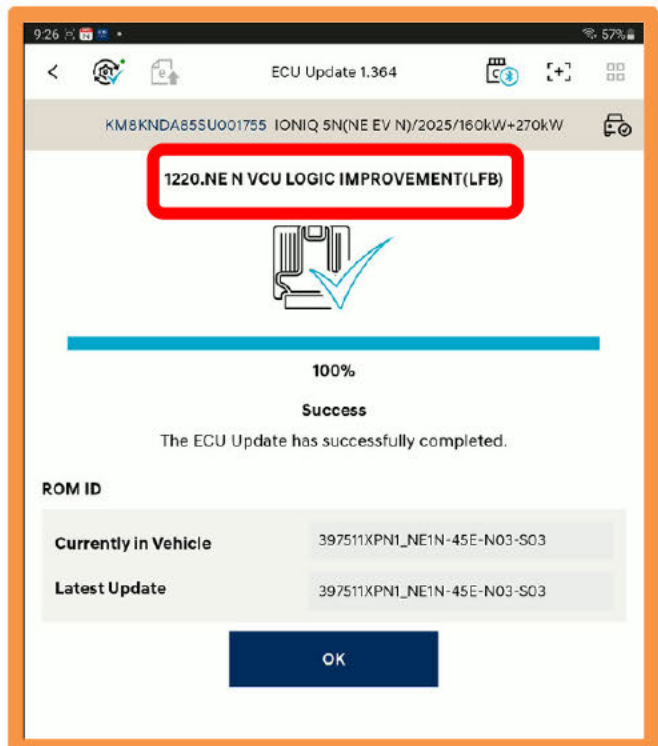 9:26
57%
ECU Update 1.364
KM8KNDA85SU001755 IONIQ 5N(NE EV N)/2025/160kW+270kW
1220.NE N VCU LOGIC IMPROVEMENT(LFB)
100%
Success
The ECU Update has successfully completed.
ROM ID
Currently in Vehicle 397511XPN1_NE1N-45E-N03-S03
Latest Update 397511XPN1_NE1N-45E-N03-S03
OK